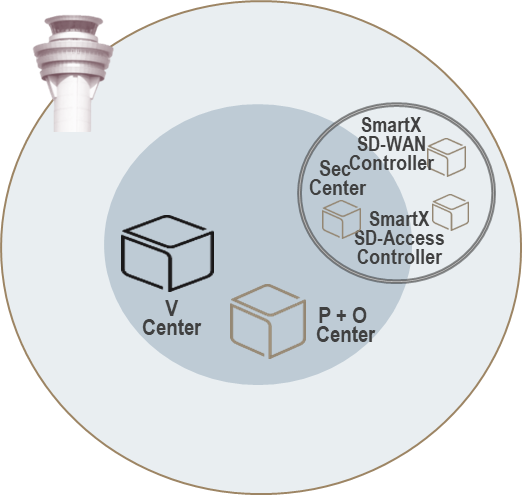 SmartX
SD-WAN
Controller
Sec
Center
SmartX
SD-Access
Controller
V
Center
P + O
Center